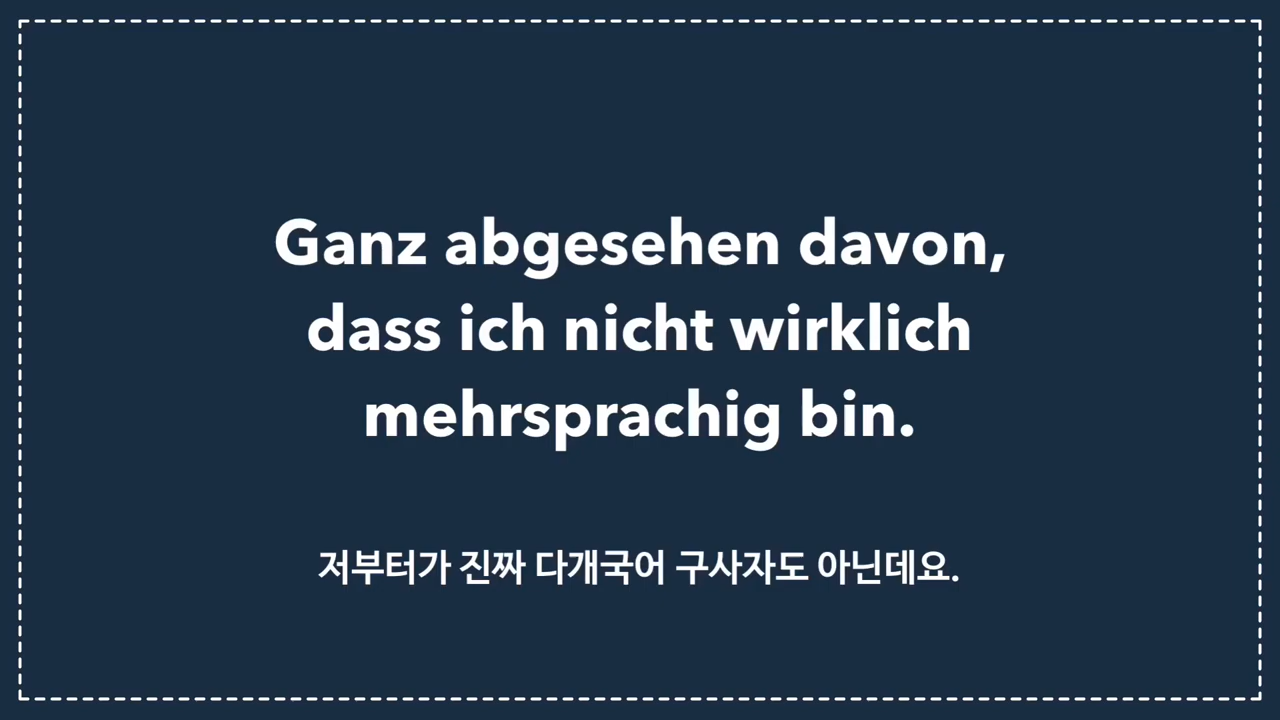 Ganz abgesehen davon,
dass ich nicht wirklich
mehrsprachig bin.
저부터가 진짜 다개국어 구사자도 아닌데요.